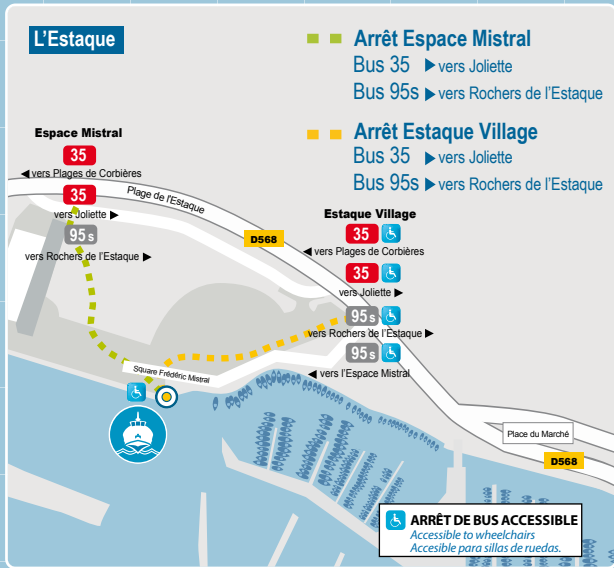 L'Estaque
Arrêt Espace Mistral
Bus 35 ▶ vers Joliette
Bus 95s ▶ vers Rochers de l'Estaque
Arrêt Estaque Village
Bus 35 ▶ vers Joliette
Bus 95s ▶ vers Rochers de l'Estaque
Espace Mistral
35
◀ vers Plages de Corbières
35
vers Joliette ▶
95s
vers Rochers de l'Estaque ▶
Plage de l'Estaque
D568
Estaque Village
35
◀ vers Plages de Corbières
35
vers Joliette ▶
95s
vers Rochers de l'Estaque ▶
95s
◀ vers l'Espace Mistral
Square Frédéric Mistral
Place du Marché
D568
ARRÊT DE BUS ACCESSIBLE
Accessible to wheelchairs
Accesible para sillas de ruedas.